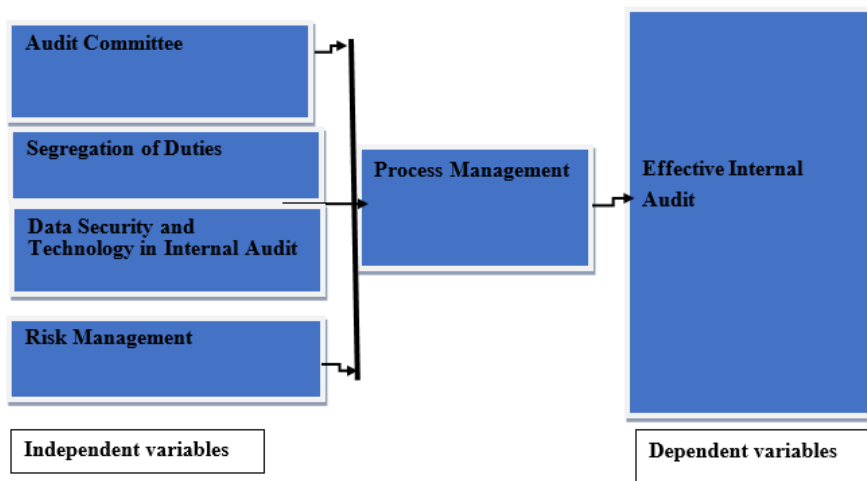 Audit Committee
Segregation of Duties
Data Security and
Technology in Internal Audit
Risk Management
Process Management
Effective Internal
Audit
Independent variables
Dependent variables